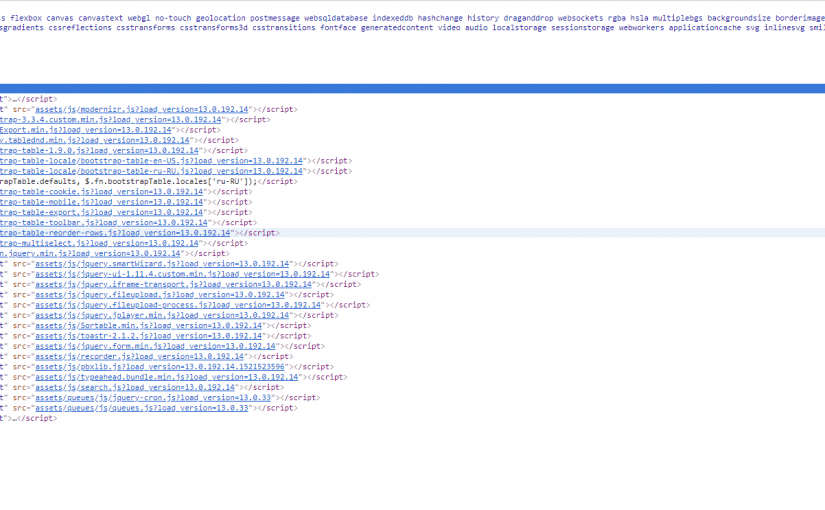 s flexbox canvas canvastext webgl no-touch geolocation postmessage websqldatabase indexeddb hashchange history draganddrop websockets rgba hsla multiplebgs backgroundsize borderimage
sgradients cssreflections csstransforms csstransforms3d csstransitions fontface generatedcontent video audio localstorage sessionstorage webworkers applicationcache svg inlinesvg smil
t">…</script>
t" src="assets/js/modernizr.js?load_version=13.0.192.14"></script>
trap-3.3.4.custom.min.js?load_version=13.0.192.14"></script>
Export.min.js?load_version=13.0.192.14"></script>
y.tablednd.min.js?load_version=13.0.192.14"></script>
trap-table-1.9.0.js?load_version=13.0.192.14"></script>
trap-table-locale/bootstrap-table-en-US.js?load_version=13.0.192.14"></script>
trap-table-locale/bootstrap-table-ru-RU.js?load_version=13.0.192.14"></script>
rapTable.defaults, $.fn.bootstrapTable.locales['ru-RU']);</script>
trap-table-cookie.js?load_version=13.0.192.14"></script>
trap-table-mobile.js?load_version=13.0.192.14"></script>
trap-table-export.js?load_version=13.0.192.14"></script>
trap-table-toolbar.js?load_version=13.0.192.14"></script>
trap-table-reorder-rows.js?load_version=13.0.192.14"></script>
trap-multiselect.js?load_version=13.0.192.14"></script>
n.jquery.min.js?load_version=13.0.192.14"></script>
t" src="assets/js/jquery.smartWizard.js?load_version=13.0.192.14"></script>
t" src="assets/js/jquery-ui-1.11.4.custom.min.js?load_version=13.0.192.14"></script>
t" src="assets/js/jquery.iframe-transport.js?load_version=13.0.192.14"></script>
t" src="assets/js/jquery.fileupload.js?load_version=13.0.192.14"></script>
t" src="assets/js/jquery.fileupload-process.js?load_version=13.0.192.14"></script>
t" src="assets/js/jquery.jplayer.min.js?load_version=13.0.192.14"></script>
t" src="assets/js/Sortable.min.js?load_version=13.0.192.14"></script>
t" src="assets/js/toastr-2.1.2.js?load_version=13.0.192.14"></script>
t" src="assets/js/jquery.form.min.js?load_version=13.0.192.14"></script>
t" src="assets/js/recorder.js?load_version=13.0.192.14"></script>
t" src="assets/js/pbxlib.js?load_version=13.0.192.14.1521523596"></script>
t" src="assets/js/typeahead.bundle.min.js?load_version=13.0.192.14"></script>
t" src="assets/js/search.js?load_version=13.0.192.14"></script>
t" src="assets/queues/js/jquery-cron.js?load_version=13.0.33"></script>
t" src="assets/queues/js/queues.js?load_version=13.0.33"></script>
t">…</script>